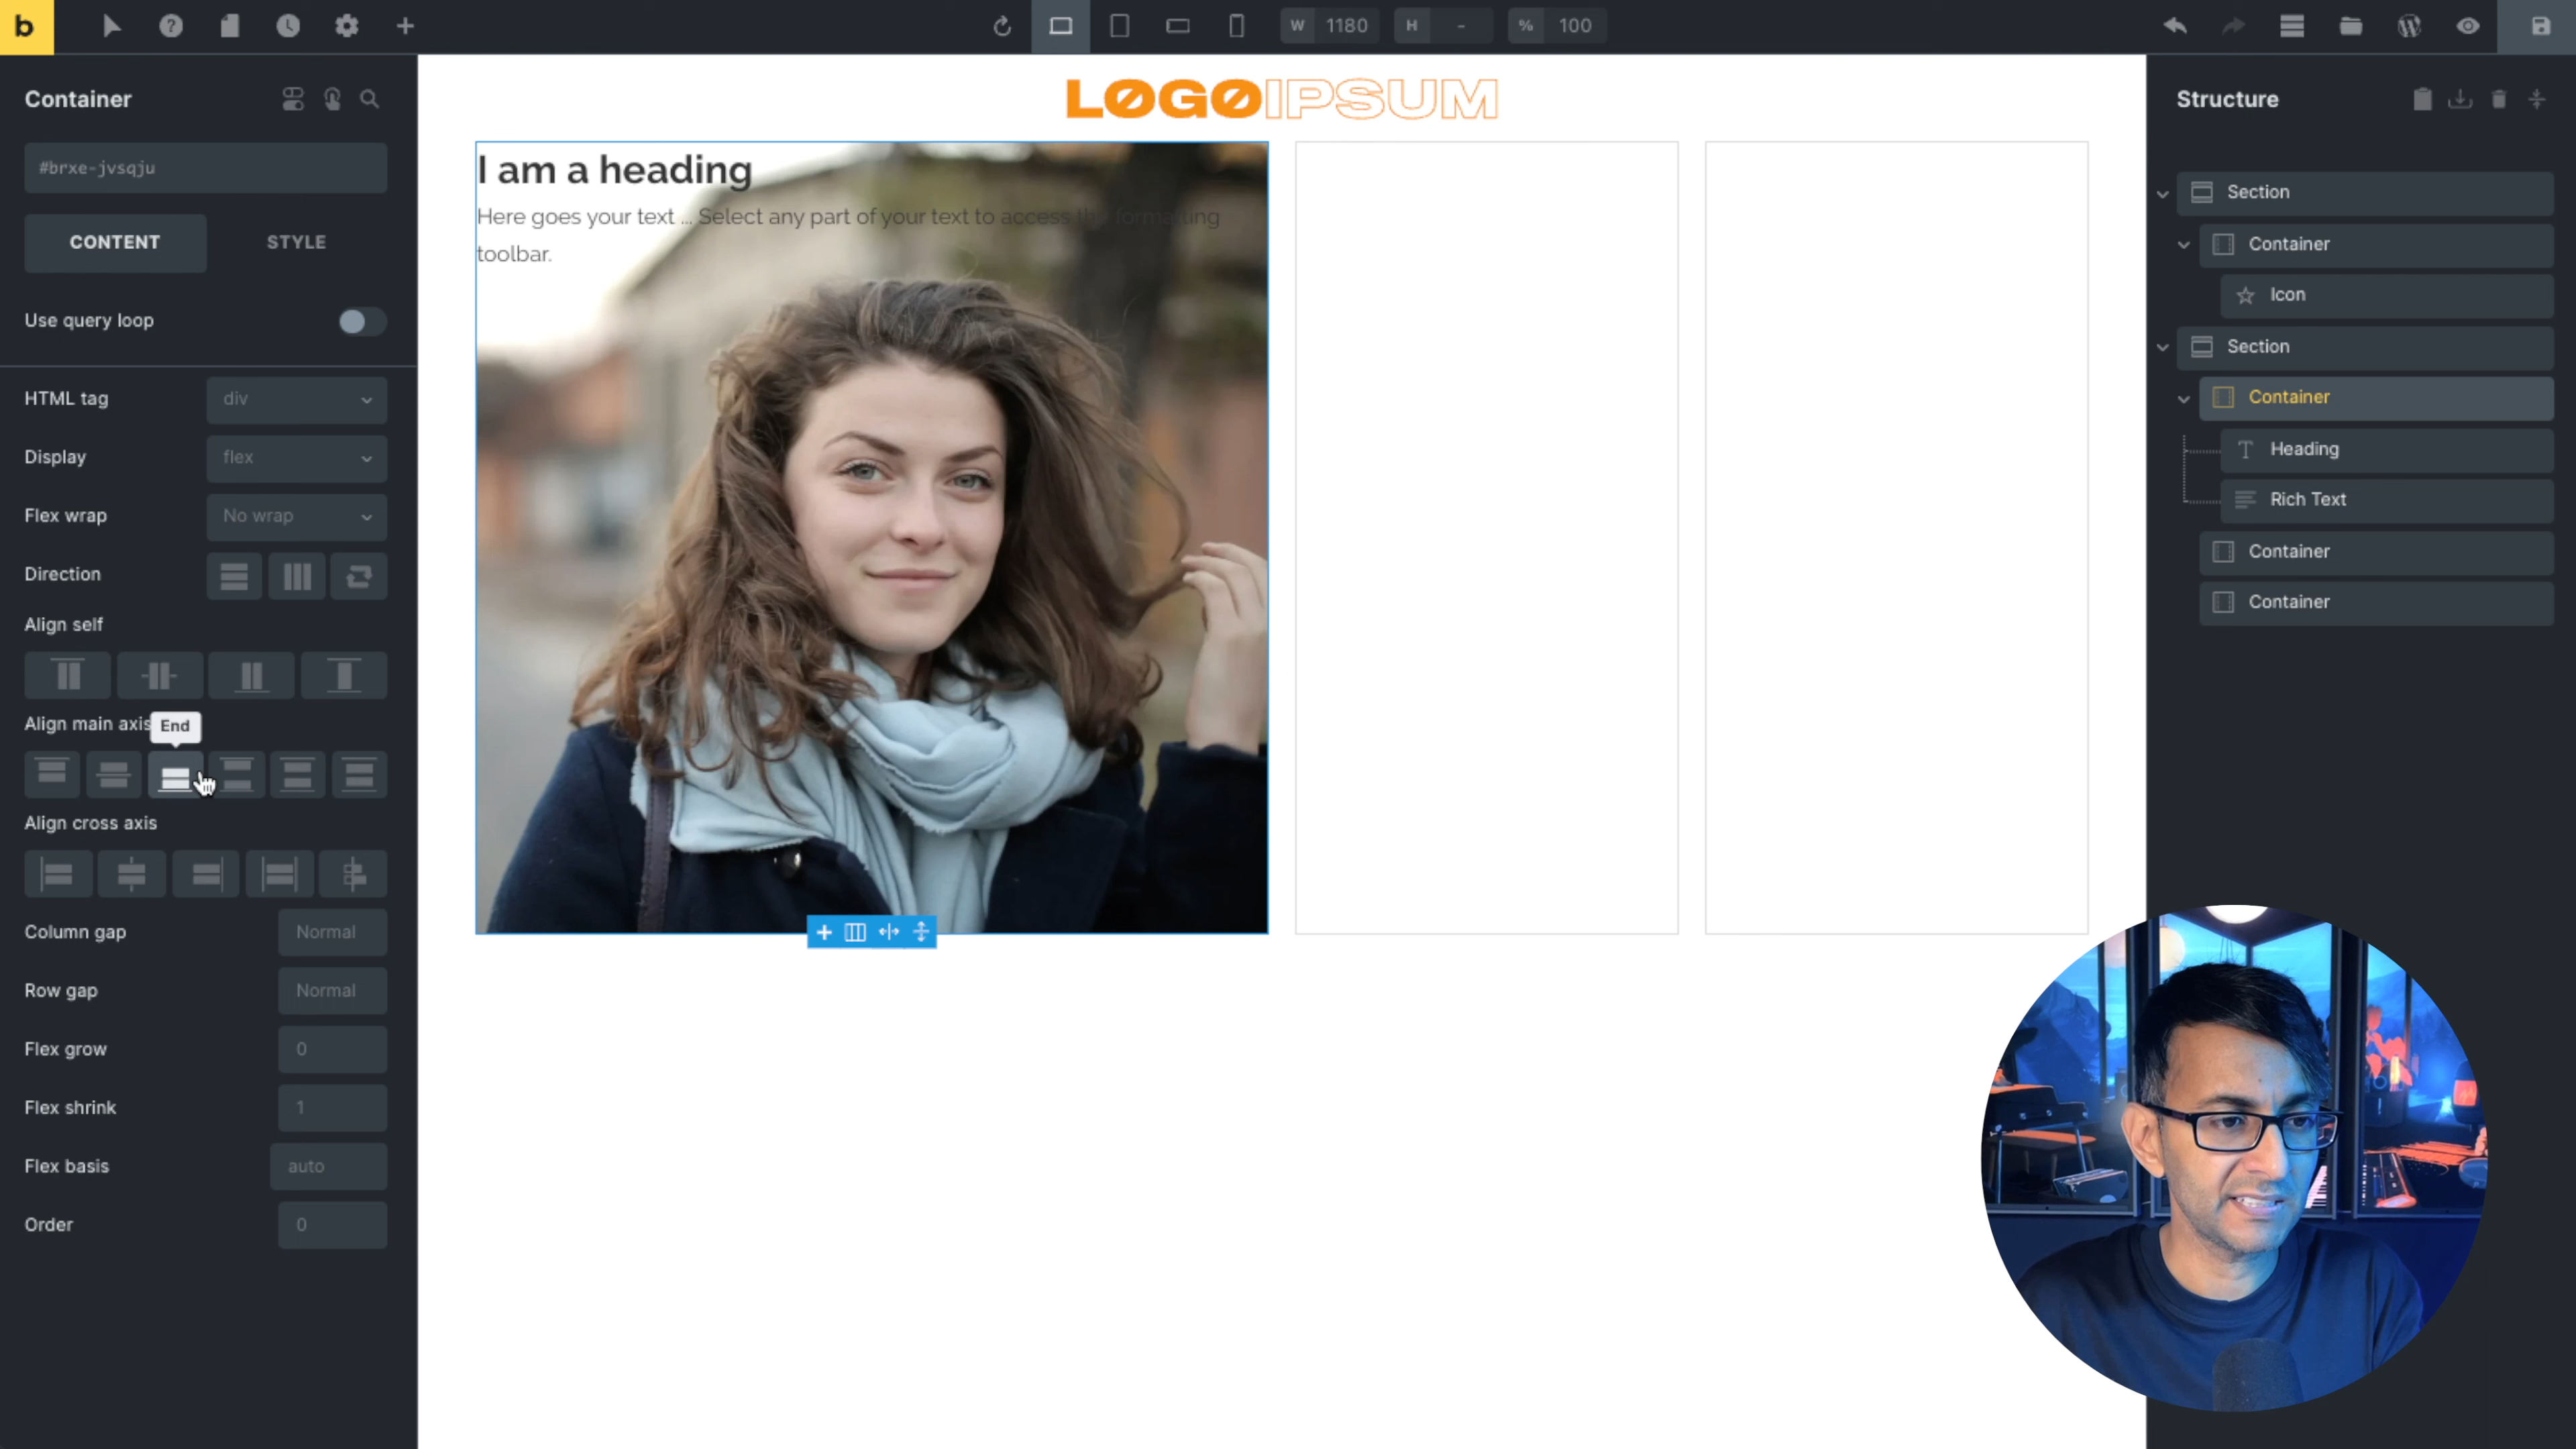 b
W 1180 H - % 100
Container
#brxe-jvsqju
CONTENT STYLE
Use query loop
HTML tag div
Display flex
Flex wrap No wrap
Direction
Align self
Align main axis End
Align cross axis
Column gap Normal
Row gap Normal
Flex grow 0
Flex shrink 1
Flex basis auto
Order 0
LOGOIPSUM
I am a heading
Here goes your text ... Select any part of your text to access the formatting
toolbar.
Structure
Section
Container
Icon
Section
Container
Heading
Rich Text
Container
Container